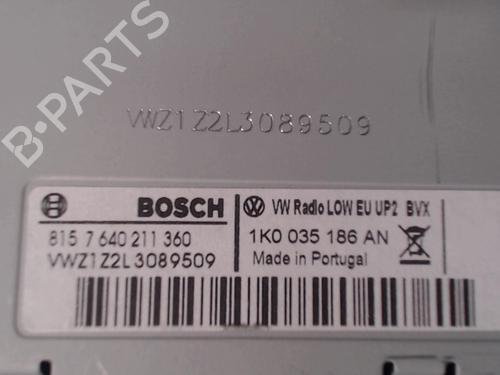 VWZ1Z2L3089509
BOSCH
VW Radio LOW EU UP2 BVX
815 7 640 211 360
1K0 035 186 AN
VWZ1Z2L3089509
Made in Portugal